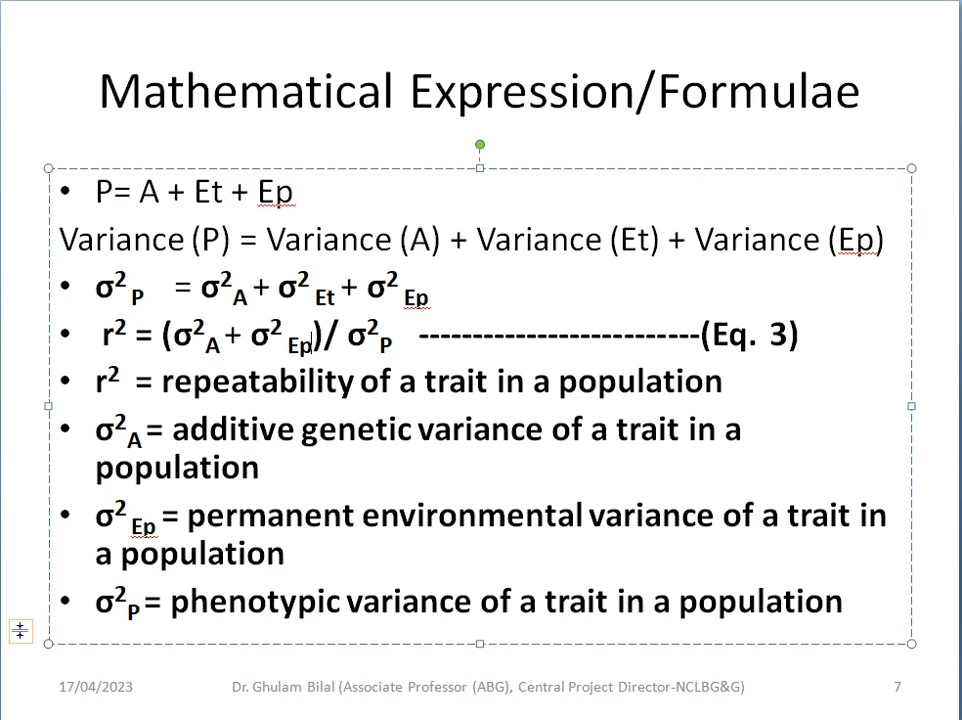 Mathematical Expression/Formulae
• P= A + Et + Ep
Variance (P) = Variance (A) + Variance (Et) + Variance (Ep)
• σ² P = σ²A + σ² Et + σ² Ep
• r² = (σ²A + σ² Ep)/ σ²P --------------------------(Eq. 3)
• r² = repeatability of a trait in a population
• σ²A = additive genetic variance of a trait in a
population
• σ² Ep = permanent environmental variance of a trait in
a population
• σ²P = phenotypic variance of a trait in a population
17/04/2023 Dr. Ghulam Bilal (Associate Professor (ABG), Central Project Director-NCLBG&G) 7